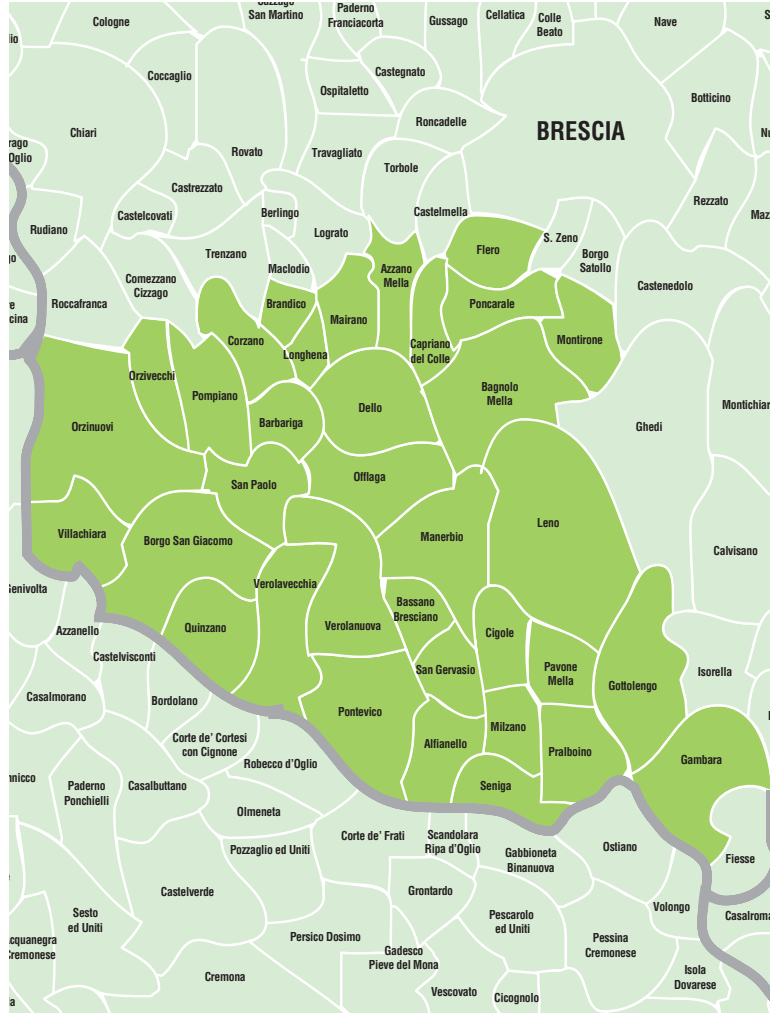 San Martino
Cologne
Paderno
Franciacorta
Gussago
Cellatica
Colle
Beato
Nave
Coccaglio
Castegnato
Ospitaletto
Botticino
Chiari
Roncadelle
BRESCIA
Rovato
Travagliato
Torbole
Castrezzato
Castelcovati
Berlingo
Castelmella
Rezzato
Rudiano
Lograto
Flero
S. Zeno
Trenzano
Borgo
Satollo
Maclodio
Azzano
Mella
Comezzano
Cizzago
Castenedolo
Roccafranca
Brandico
Mairano
Poncarale
Corzano
Longhena
Capriano
del Colle
Montirone
Orzivecchi
Pompiano
Bagnolo
Mella
Dello
Barbariga
Orzinuovi
Ghedi
Montichiar
San Paolo
Offlaga
Villachiara
Borgo San Giacomo
Manerbio
Leno
Calvisano
Genivolta
Verolavecchia
Azzanello
Quinzano
Verolanuova
Bassano
Bresciano
Cigole
Castelvisconti
San Gervasio
Pavone
Mella
Gottolengo
Isorella
Casalmorano
Bordolano
Pontevico
Milzano
Corte de' Cortesi
con Cignone
Alfianello
Pralboino
Robecco d'Oglio
Gambara
Paderno
Ponchielli
Casalbuttano
Seniga
Olmeneta
Corte de' Frati
Scandolara
Ripa d'Oglio
Pozzaglio ed Uniti
Gabbioneta
Binanuova
Ostiano
Fiesse
Castelverde
Grontardo
Volongo
Sesto
ed Uniti
Pescarolo
ed Uniti
Casalroma
Persico Dosimo
Pessina
Cremonese
cquanegra
Cremonese
Gadesco
Pieve del Mona
Cremona
Isola
Dovarese
Vescovato
Cicognolo